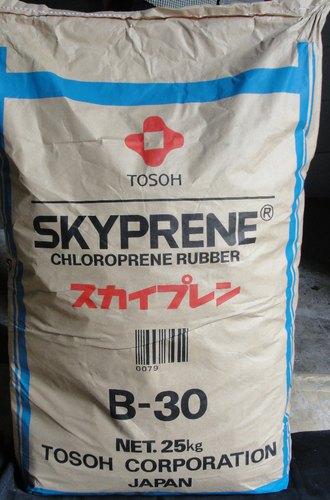 TOSOH
SKYPRENE®
CHLOROPRENE RUBBER
スカイプレン
0079
B-30
NET. 25kg
TOSOH CORPORATION
JAPAN